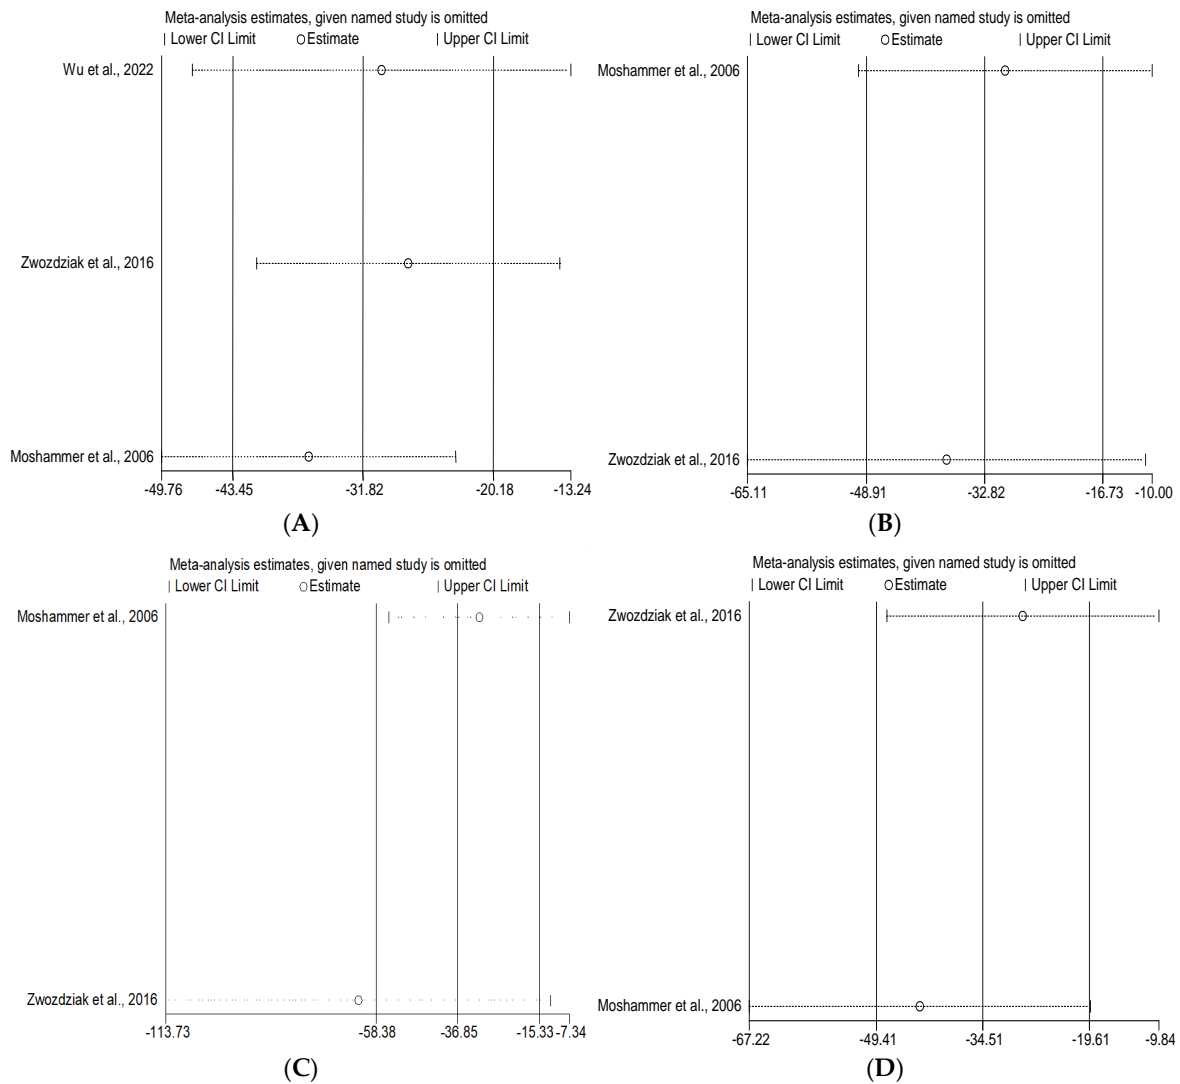 Meta-analysis estimates, given named study is omitted
| Lower CI Limit ○Estimate | Upper CI Limit
Wu et al., 2022
Zwozdziak et al., 2016
Moshammer et al., 2006
-49.76 -43.45 -31.82 -20.18 -13.24
(A)
Meta-analysis estimates, given named study is omitted
| Lower CI Limit ○Estimate | Upper CI Limit
Moshammer et al., 2006
Zwozdziak et al., 2016
-65.11 -48.91 -32.82 -16.73 -10.00
(B)
Meta-analysis estimates, given named study is omitted
| Lower CI Limit ○Estimate | Upper CI Limit
Moshammer et al., 2006
Zwozdziak et al., 2016
-113.73 -58.38 -36.85 -15.33 -7.34
(C)
Meta-analysis estimates, given named study is omitted
| Lower CI Limit ○Estimate | Upper CI Limit
Zwozdziak et al., 2016
Moshammer et al., 2006
-67.22 -49.41 -34.51 -19.61 -9.84
(D)